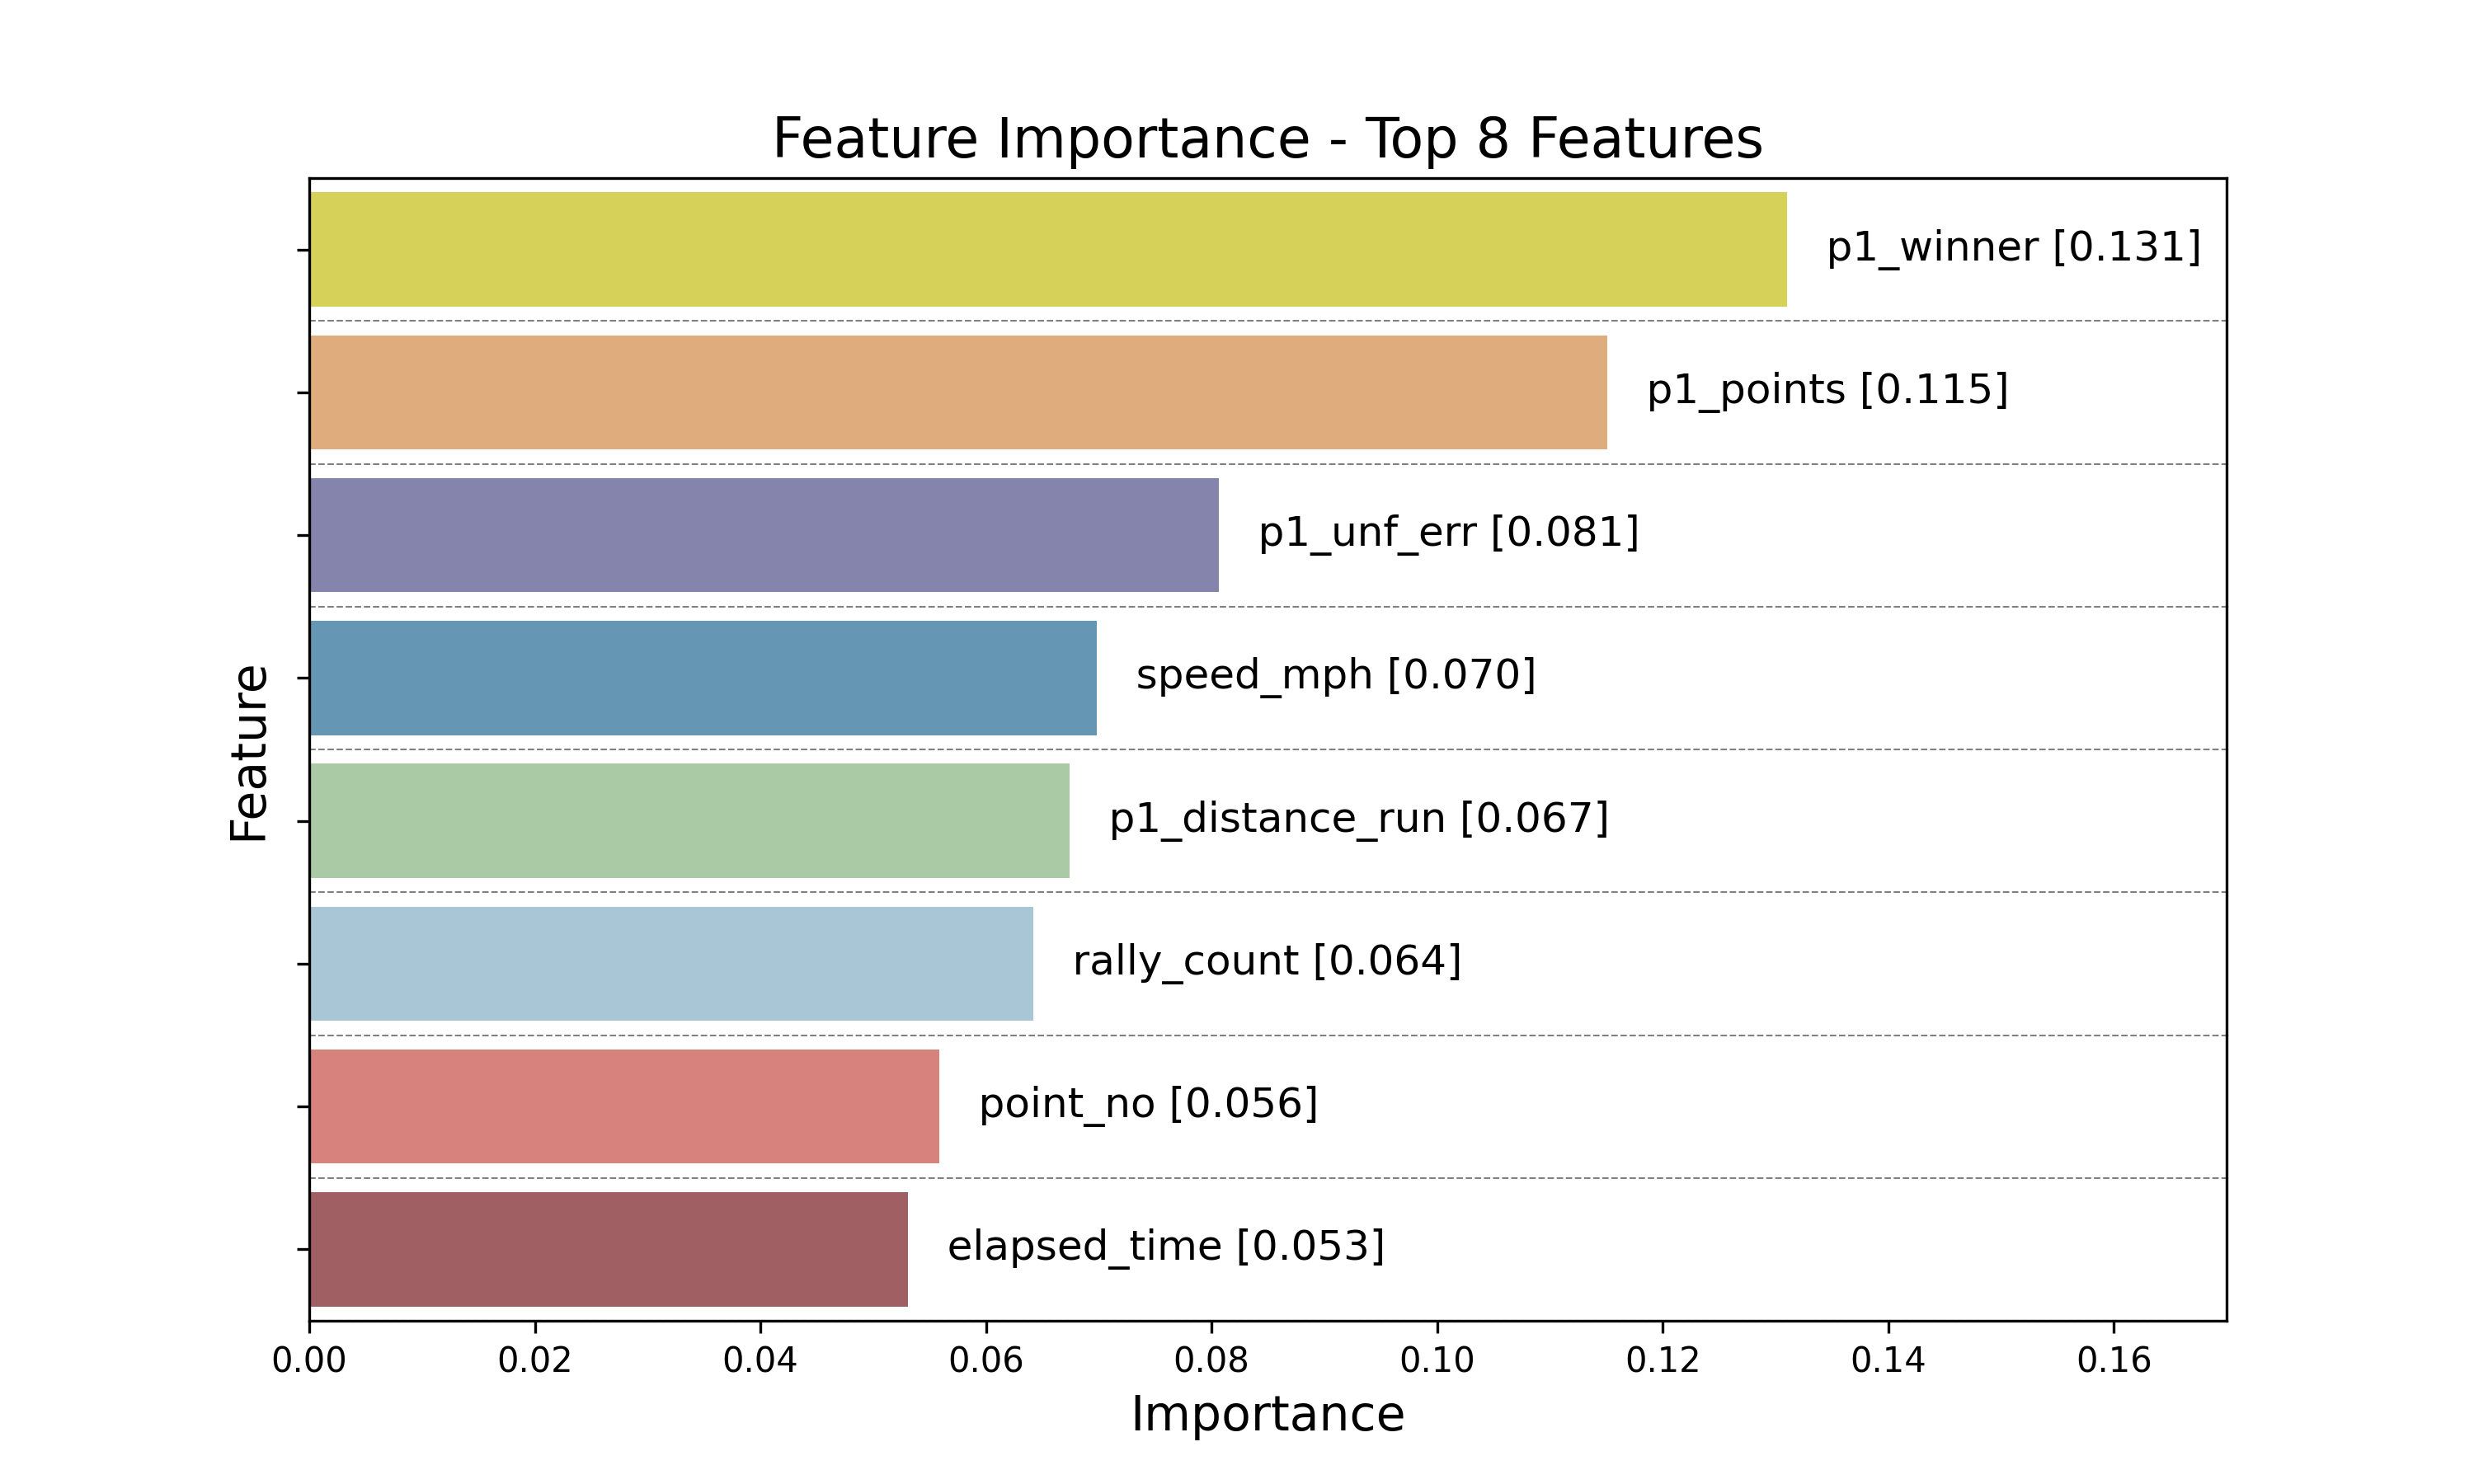 Feature Importance - Top 8 Features
p1_winner [0.131]
p1_points [0.115]
p1_unf_err [0.081]
speed_mph [0.070]
p1_distance_run [0.067]
rally_count [0.064]
point_no [0.056]
elapsed_time [0.053]
Feature
0.00 0.02 0.04 0.06 0.08 0.10 0.12 0.14 0.16
Importance